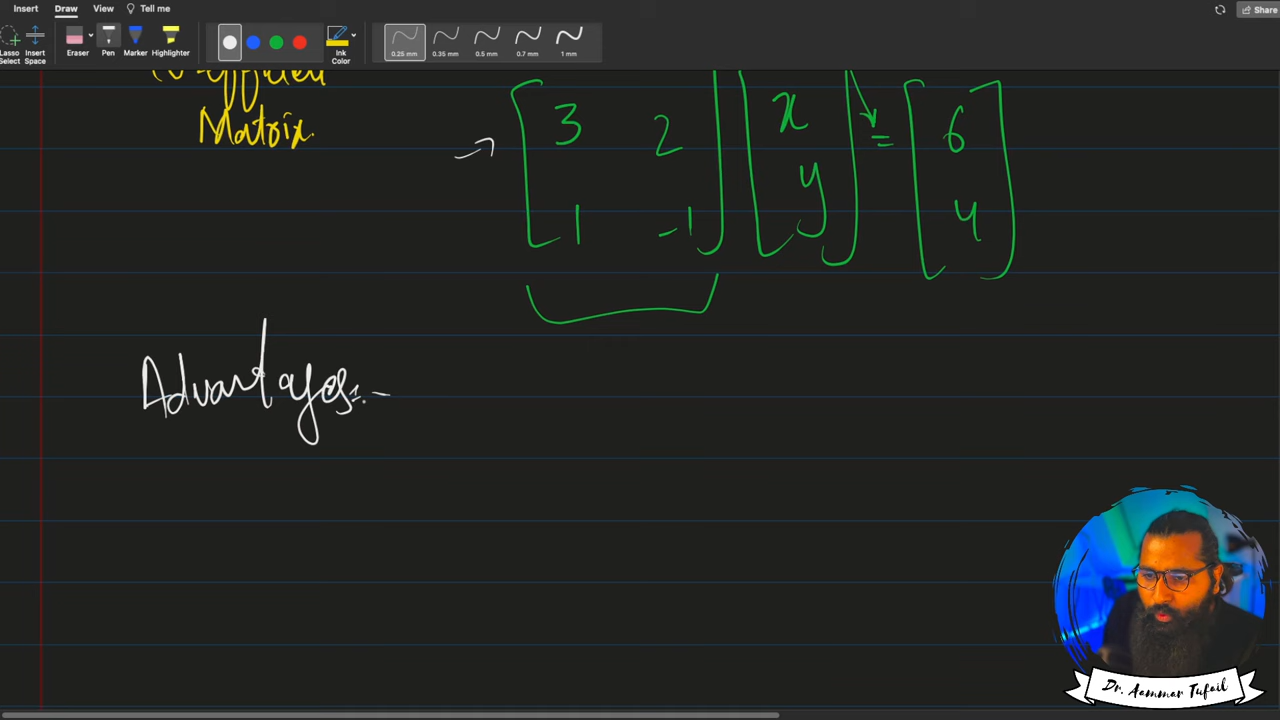 Insert Draw View Tell me
Share
Lasso Select
Insert Space
Eraser
Pen
Marker
Highlighter
0.25 mm
0.35 mm
0.5 mm
0.7 mm
1 mm
Ink Color
Matrix.
3 2 x = 6
1 -1 y 4
Advantages:-
Dr. Aammar Tufail